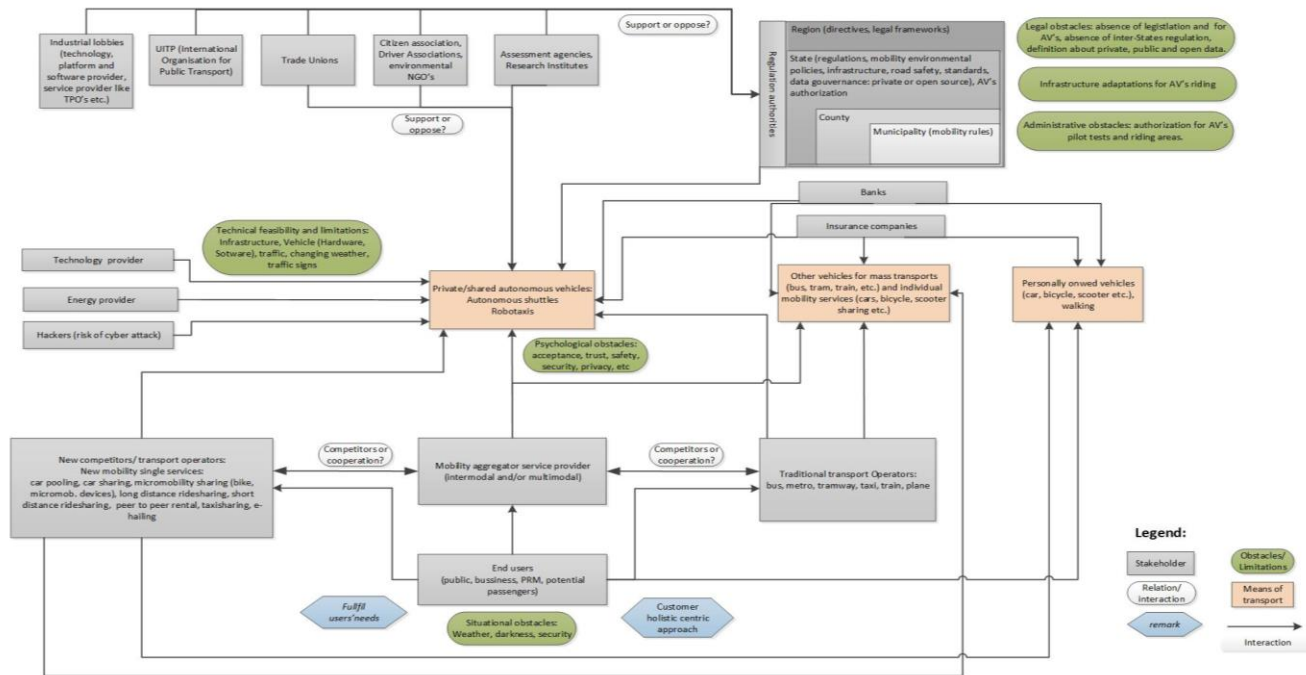 Industrial lobbies
(technology,
platform and
software provider,
service provider like
TPO's etc.)
UITP (International
Organisation for
Public Transport)
Trade Unions
Citizen association,
Driver Associations,
environmental
NGO's
Assessment agencies,
Research Institutes
Support or oppose?
Support or
oppose?
Regulation authorities
Region (directives, legal frameworks)
State (regulations, mobility environmental
policies, infrastructure, road safety, standards,
data gouvernance: private or open source), AV's
authorization
County
Municipality (mobility rules)
Legal obstacles: absence of legistlation and for
AV's, absence of inter-States regulation,
definition about private, public and open data.
Infrastructure adaptations for AV's riding
Administrative obstacles: authorization for AV's
pilot tests and riding areas.
Banks
Insurance companies
Technical feasibility and limitations:
Infrastructure, Vehicle (Hardware,
Sotware), traffic, changing weather,
traffic signs
Technology provider
Energy provider
Hackers (risk of cyber attack)
Private/shared autonomous vehicles:
Autonomous shuttles
Robotaxis
Other vehicles for mass transports
(bus, tram, train, etc.) and individual
mobility services (cars, bicycle, scooter
sharing etc.)
Personally onwed vehicles
(car, bicycle, scooter etc.),
walking
Psychological obstacles:
acceptance, trust, safety,
security, privacy, etc
New competitors/ transport operators:
New mobility single services:
car pooling, car sharing, micromobility sharing (bike,
micromob. devices), long distance ridesharing, short
distance ridesharing, peer to peer rental, taxisharing, e-
hailing
Competitors or
cooperation?
Mobility aggregator service provider
(intermodal and/or multimodal)
Competitors or
cooperation?
Traditional transport Operators:
bus, metro, tramway, taxi, train, plane
End users
(public, bussiness, PRM, potential
passengers)
Fullfil
users'needs
Situational obstacles:
Weather, darkness, security
Customer
holistic centric
approach
Legend:
Stakeholder
Obstacles/
Limitations
Relation/
interaction
Means of
transport
remark
Interaction